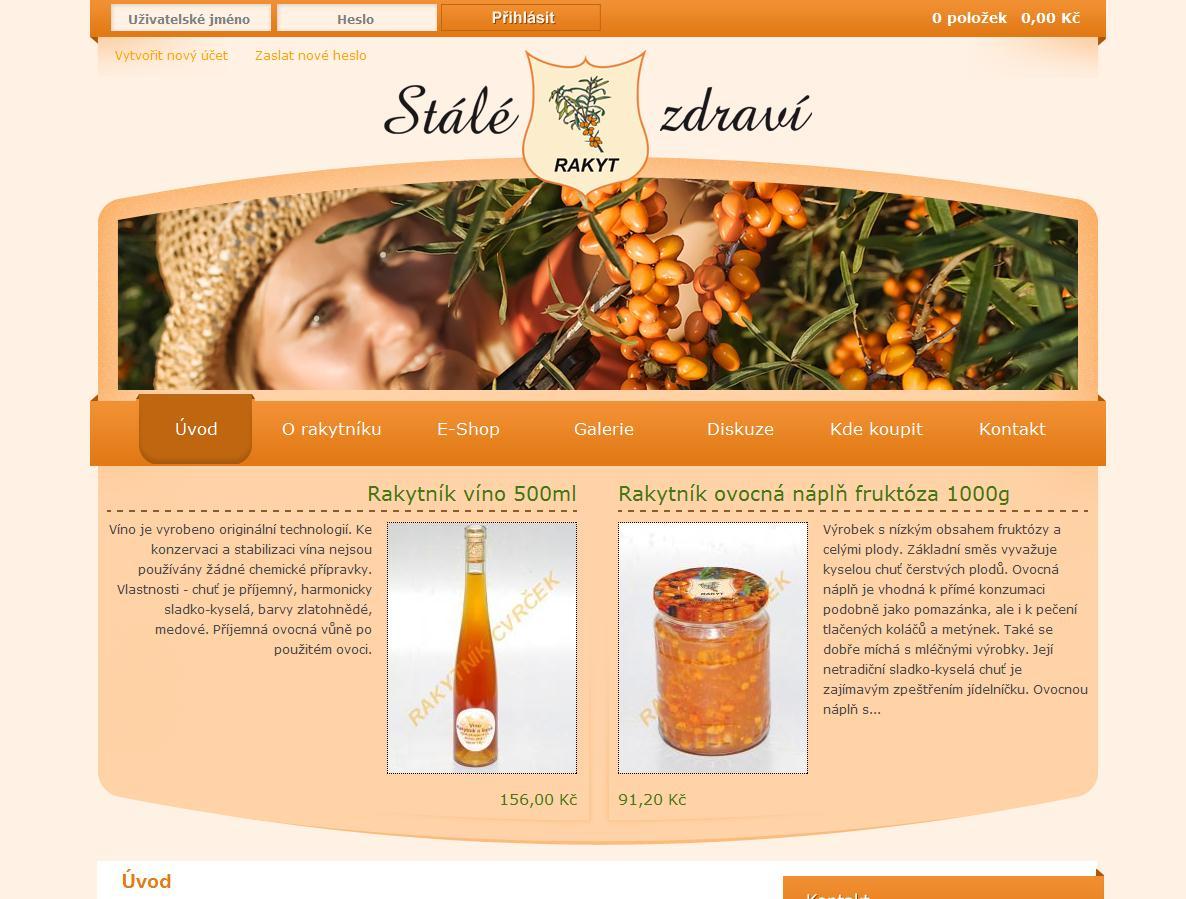 Uživatelské jméno
Heslo
Přihlásit
0 položek 0,00 Kč
Vytvořit nový účet
Zaslat nové heslo
Stálé
RAKYT
zdraví
Úvod
O rakytníku
E-Shop
Galerie
Diskuze
Kde koupit
Kontakt
Rakytník víno 500ml
Víno je vyrobeno originální technologií. Ke
konzervaci a stabilizaci vína nejsou
používány žádné chemické přípravky.
Vlastnosti - chuť je příjemný, harmonicky
sladko-kyselá, barvy zlatohnědé,
medové. Příjemná ovocná vůně po
použitém ovoci.
RAKYTNÍK CVRČEK
156,00 Kč
Rakytník ovocná náplň fruktóza 1000g
RAKYT
Výrobek s nízkým obsahem fruktózy a
celými plody. Základní směs vyvažuje
kyselou chuť čerstvých plodů. Ovocná
náplň je vhodná k přímé konzumaci
podobně jako pomazánka, ale i k pečení
tlačených koláčů a metýnek. Také se
dobře míchá s mléčnými výrobky. Její
netradiční sladko-kyselá chuť je
zajímavým zpeštřením jídelníčku. Ovocnou
náplň s...
91,20 Kč
Úvod
Kontakt